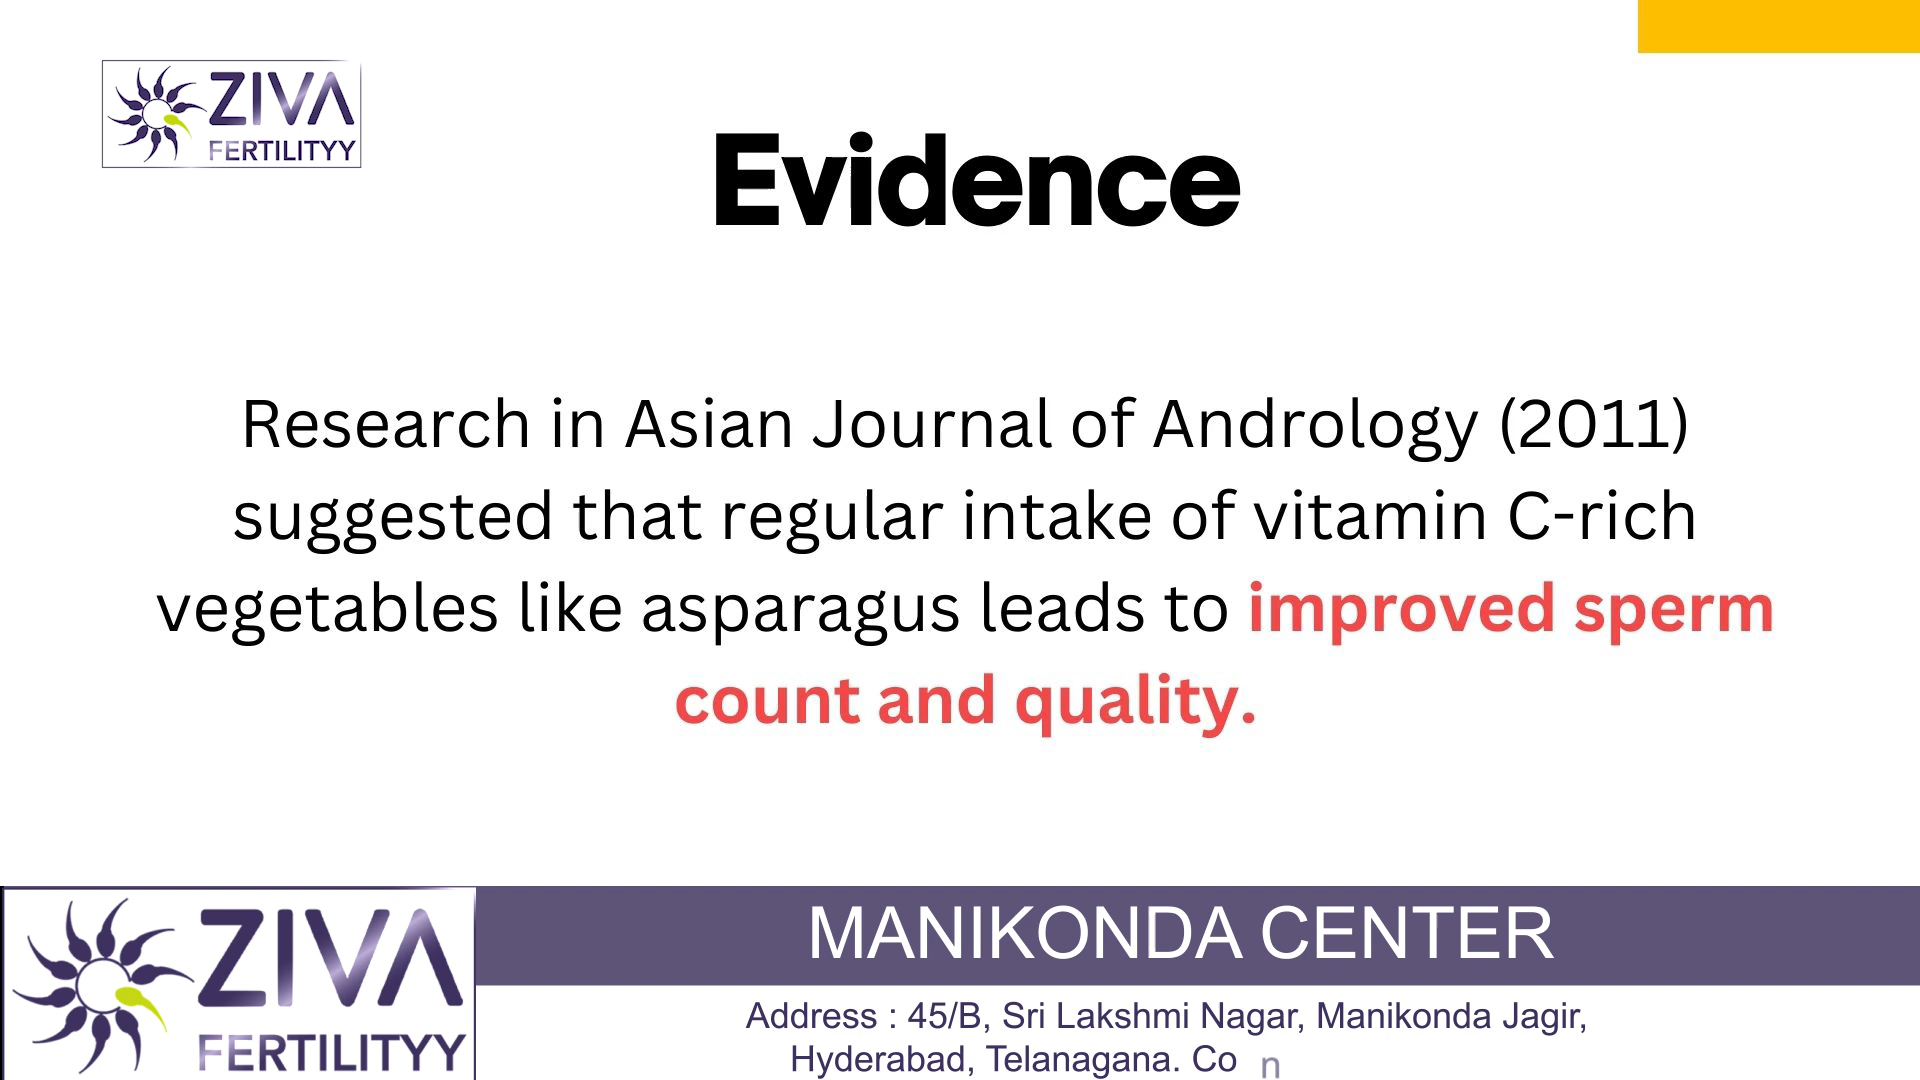 ZIVA
FERTILITYY
Evidence
Research in Asian Journal of Andrology (2011)
suggested that regular intake of vitamin C-rich
vegetables like asparagus leads to improved sperm
count and quality.
ZIVA
FERTILITYY
MANIKONDA CENTER
Address : 45/B, Sri Lakshmi Nagar, Manikonda Jagir,
Hyderabad, Telanagana. Co n